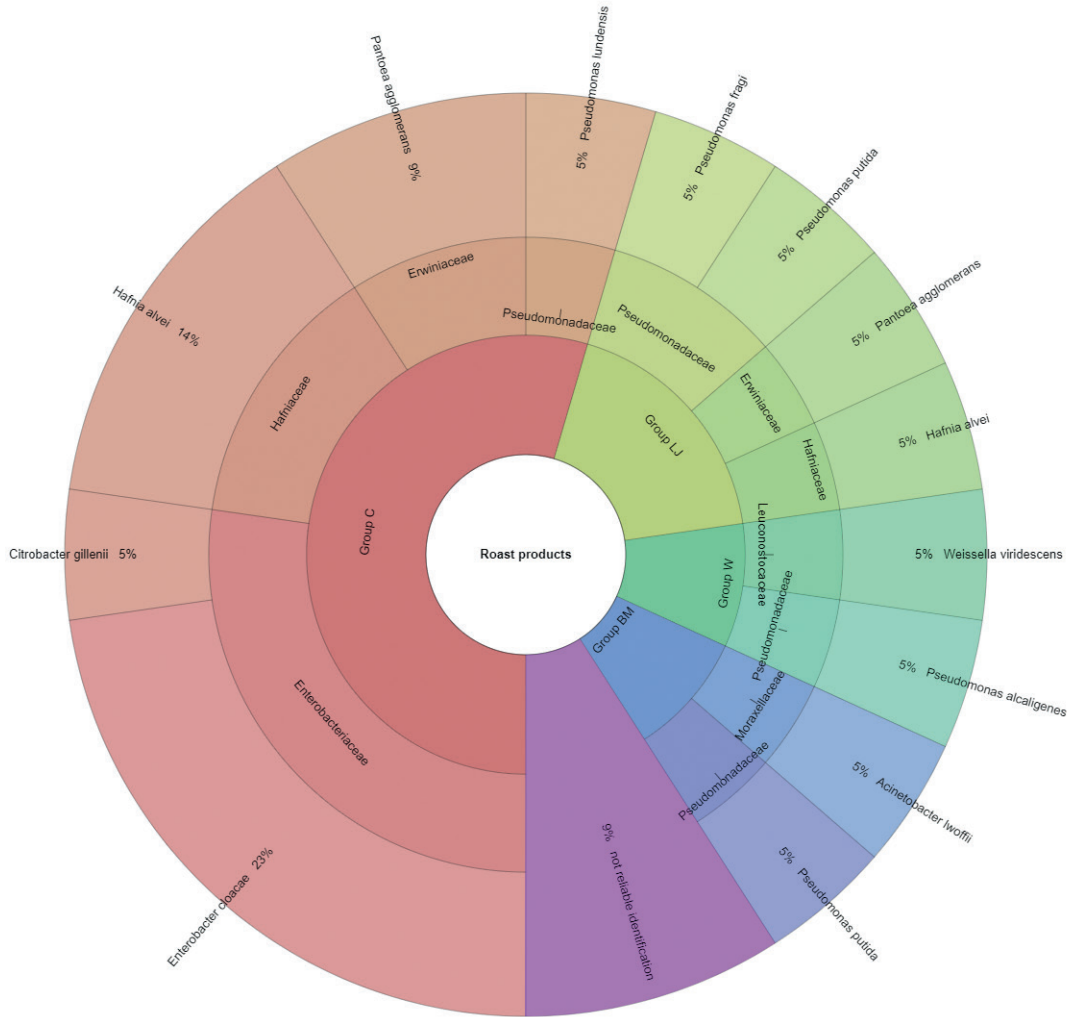 Roast products
Group C
Group LJ
Group W
Group BM
Enterobacteriaceae
Hafniaceae
Erwiniaceae
Pseudomonadaceae
Pseudomonadaceae
Erwiniaceae
Hafniaceae
Leuconostocaceae
Pseudomonadaceae
Moraxellaceae
Pseudomonadaceae
Enterobacter cloacae 23%
Citrobacter gillenii 5%
Hafnia alvei 14%
Pantoea agglomerans 9%
5% Pseudomonas lundensis
5% Pseudomonas fragi
5% Pseudomonas putida
5% Pantoea agglomerans
5% Hafnia alvei
5% Weissella viridescens
5% Pseudomonas alcaligenes
5% Acinetobacter lwoffii
5% Pseudomonas putida
9% not reliable identification